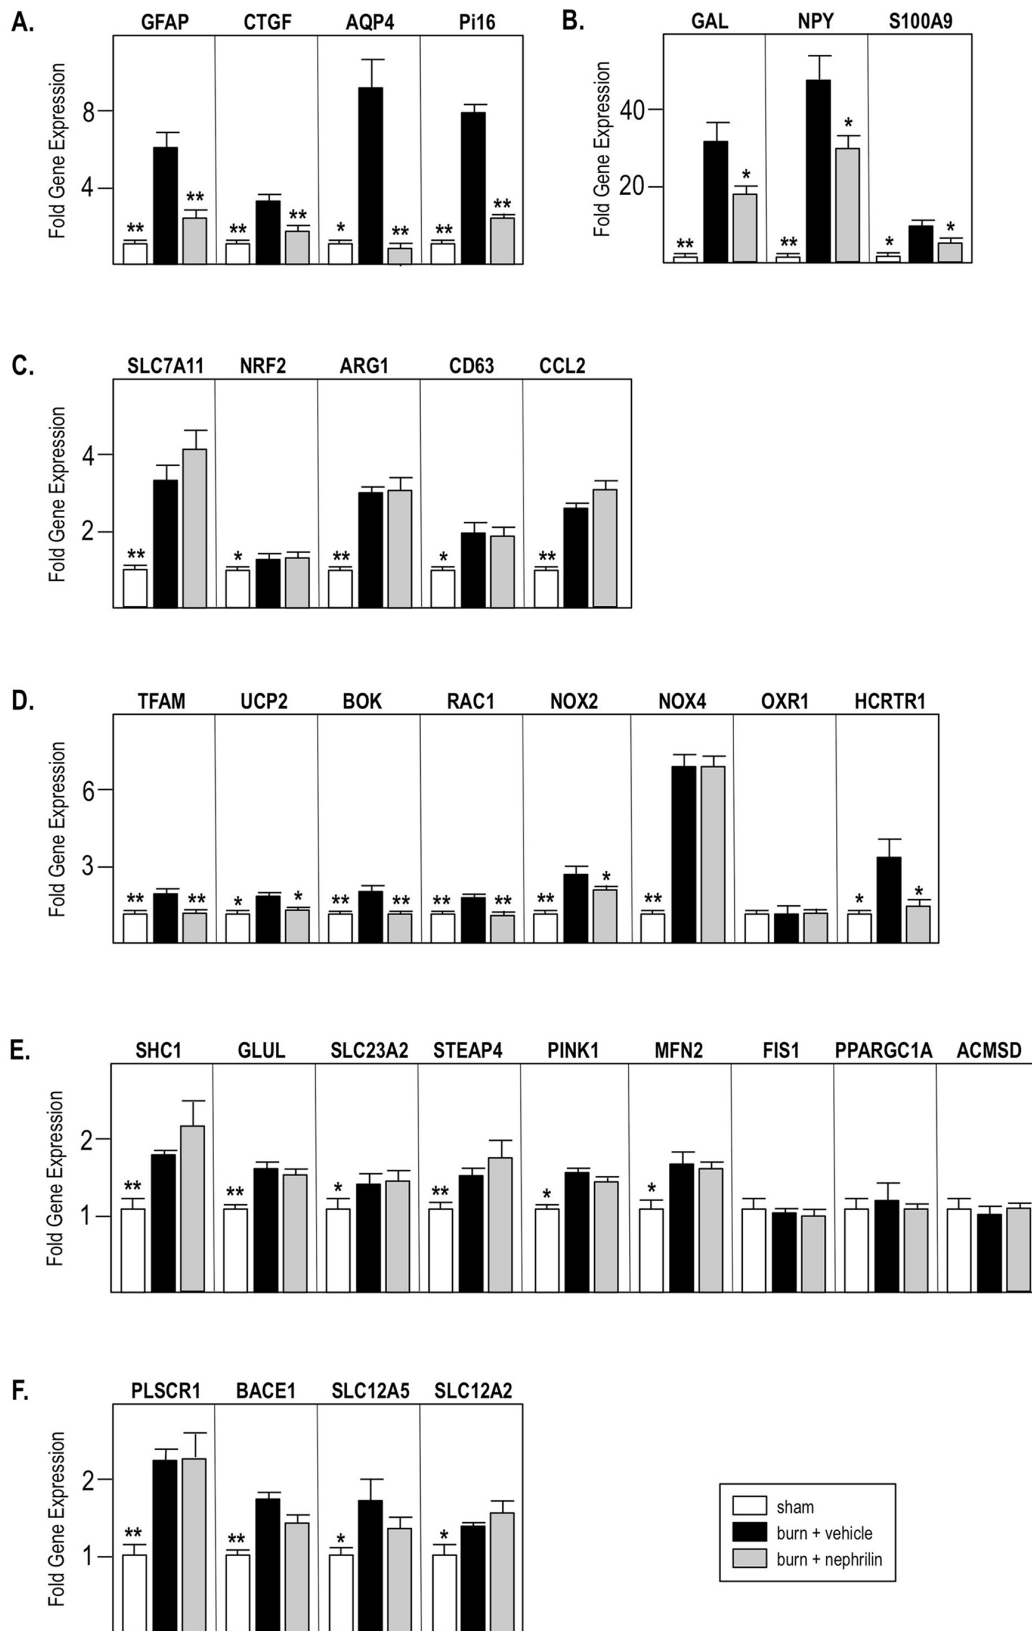 A.
GFAP CTGF AQP4 Pi16
Fold Gene Expression
8
4
** ** ** ** * ** ** **
B.
GAL NPY S100A9
Fold Gene Expression
40
20
** * ** * * *
C.
SLC7A11 NRF2 ARG1 CD63 CCL2
Fold Gene Expression
4
2
** * ** * **
D.
TFAM UCP2 BOK RAC1 NOX2 NOX4 OXR1 HCRTR1
Fold Gene Expression
6
3
** ** * * ** ** ** ** ** * ** * *
E.
SHC1 GLUL SLC23A2 STEAP4 PINK1 MFN2 FIS1 PPARGC1A ACMSD
Fold Gene Expression
2
1
** ** * ** * *
F.
PLSCR1 BACE1 SLC12A5 SLC12A2
Fold Gene Expression
2
1
** ** * *
sham
burn + vehicle
burn + nephrilin